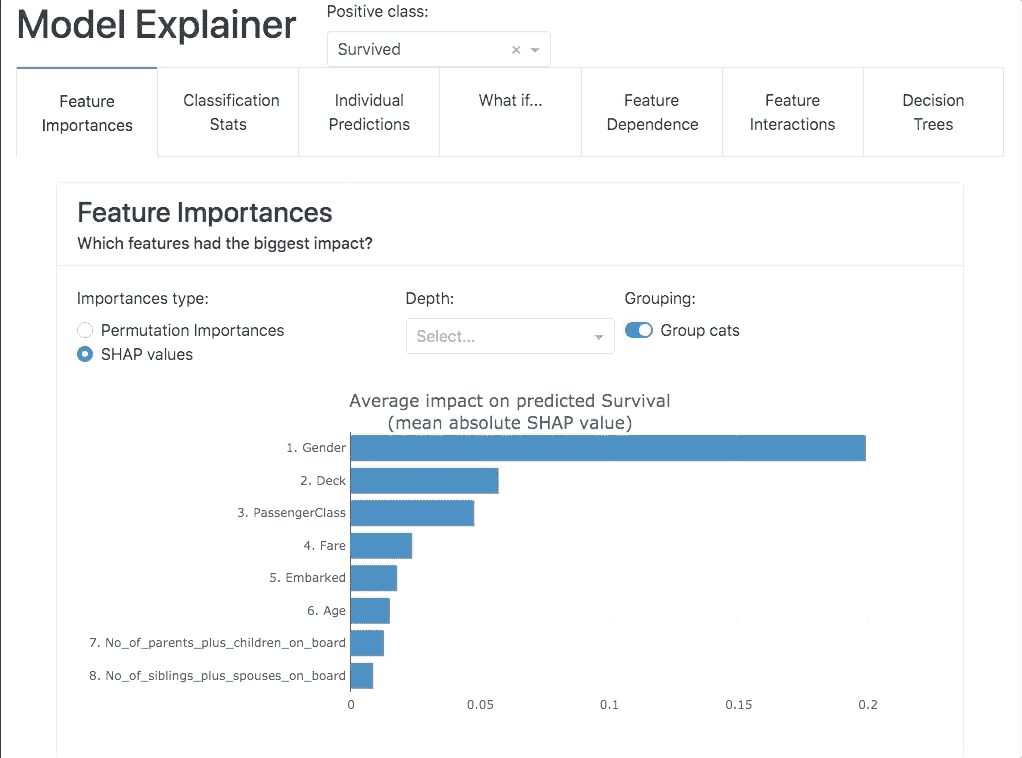 Model Explainer
Positive class:
Survived
Feature
Importances
Classification
Stats
Individual
Predictions
What if...
Feature
Dependence
Feature
Interactions
Decision
Trees
Feature Importances
Which features had the biggest impact?
Importances type:
Permutation Importances
SHAP values
Depth:
Select...
Grouping:
Group cats
Average impact on predicted Survival
(mean absolute SHAP value)
1. Gender
2. Deck
3. PassengerClass
4. Fare
5. Embarked
6. Age
7. No_of_parents_plus_children_on_board
8. No_of_siblings_plus_spouses_on_board
0 0.05 0.1 0.15 0.2